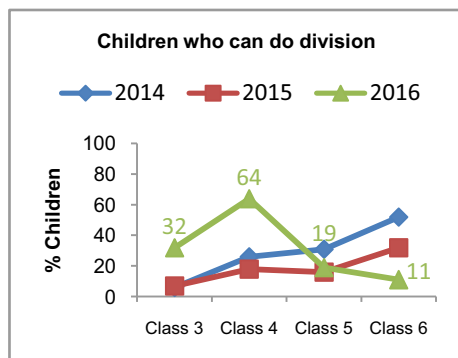 Children who can do division
2014 2015 2016
% Children
100
80
60
40
20
0
32
64
19
11
Class 3 Class 4 Class 5 Class 6